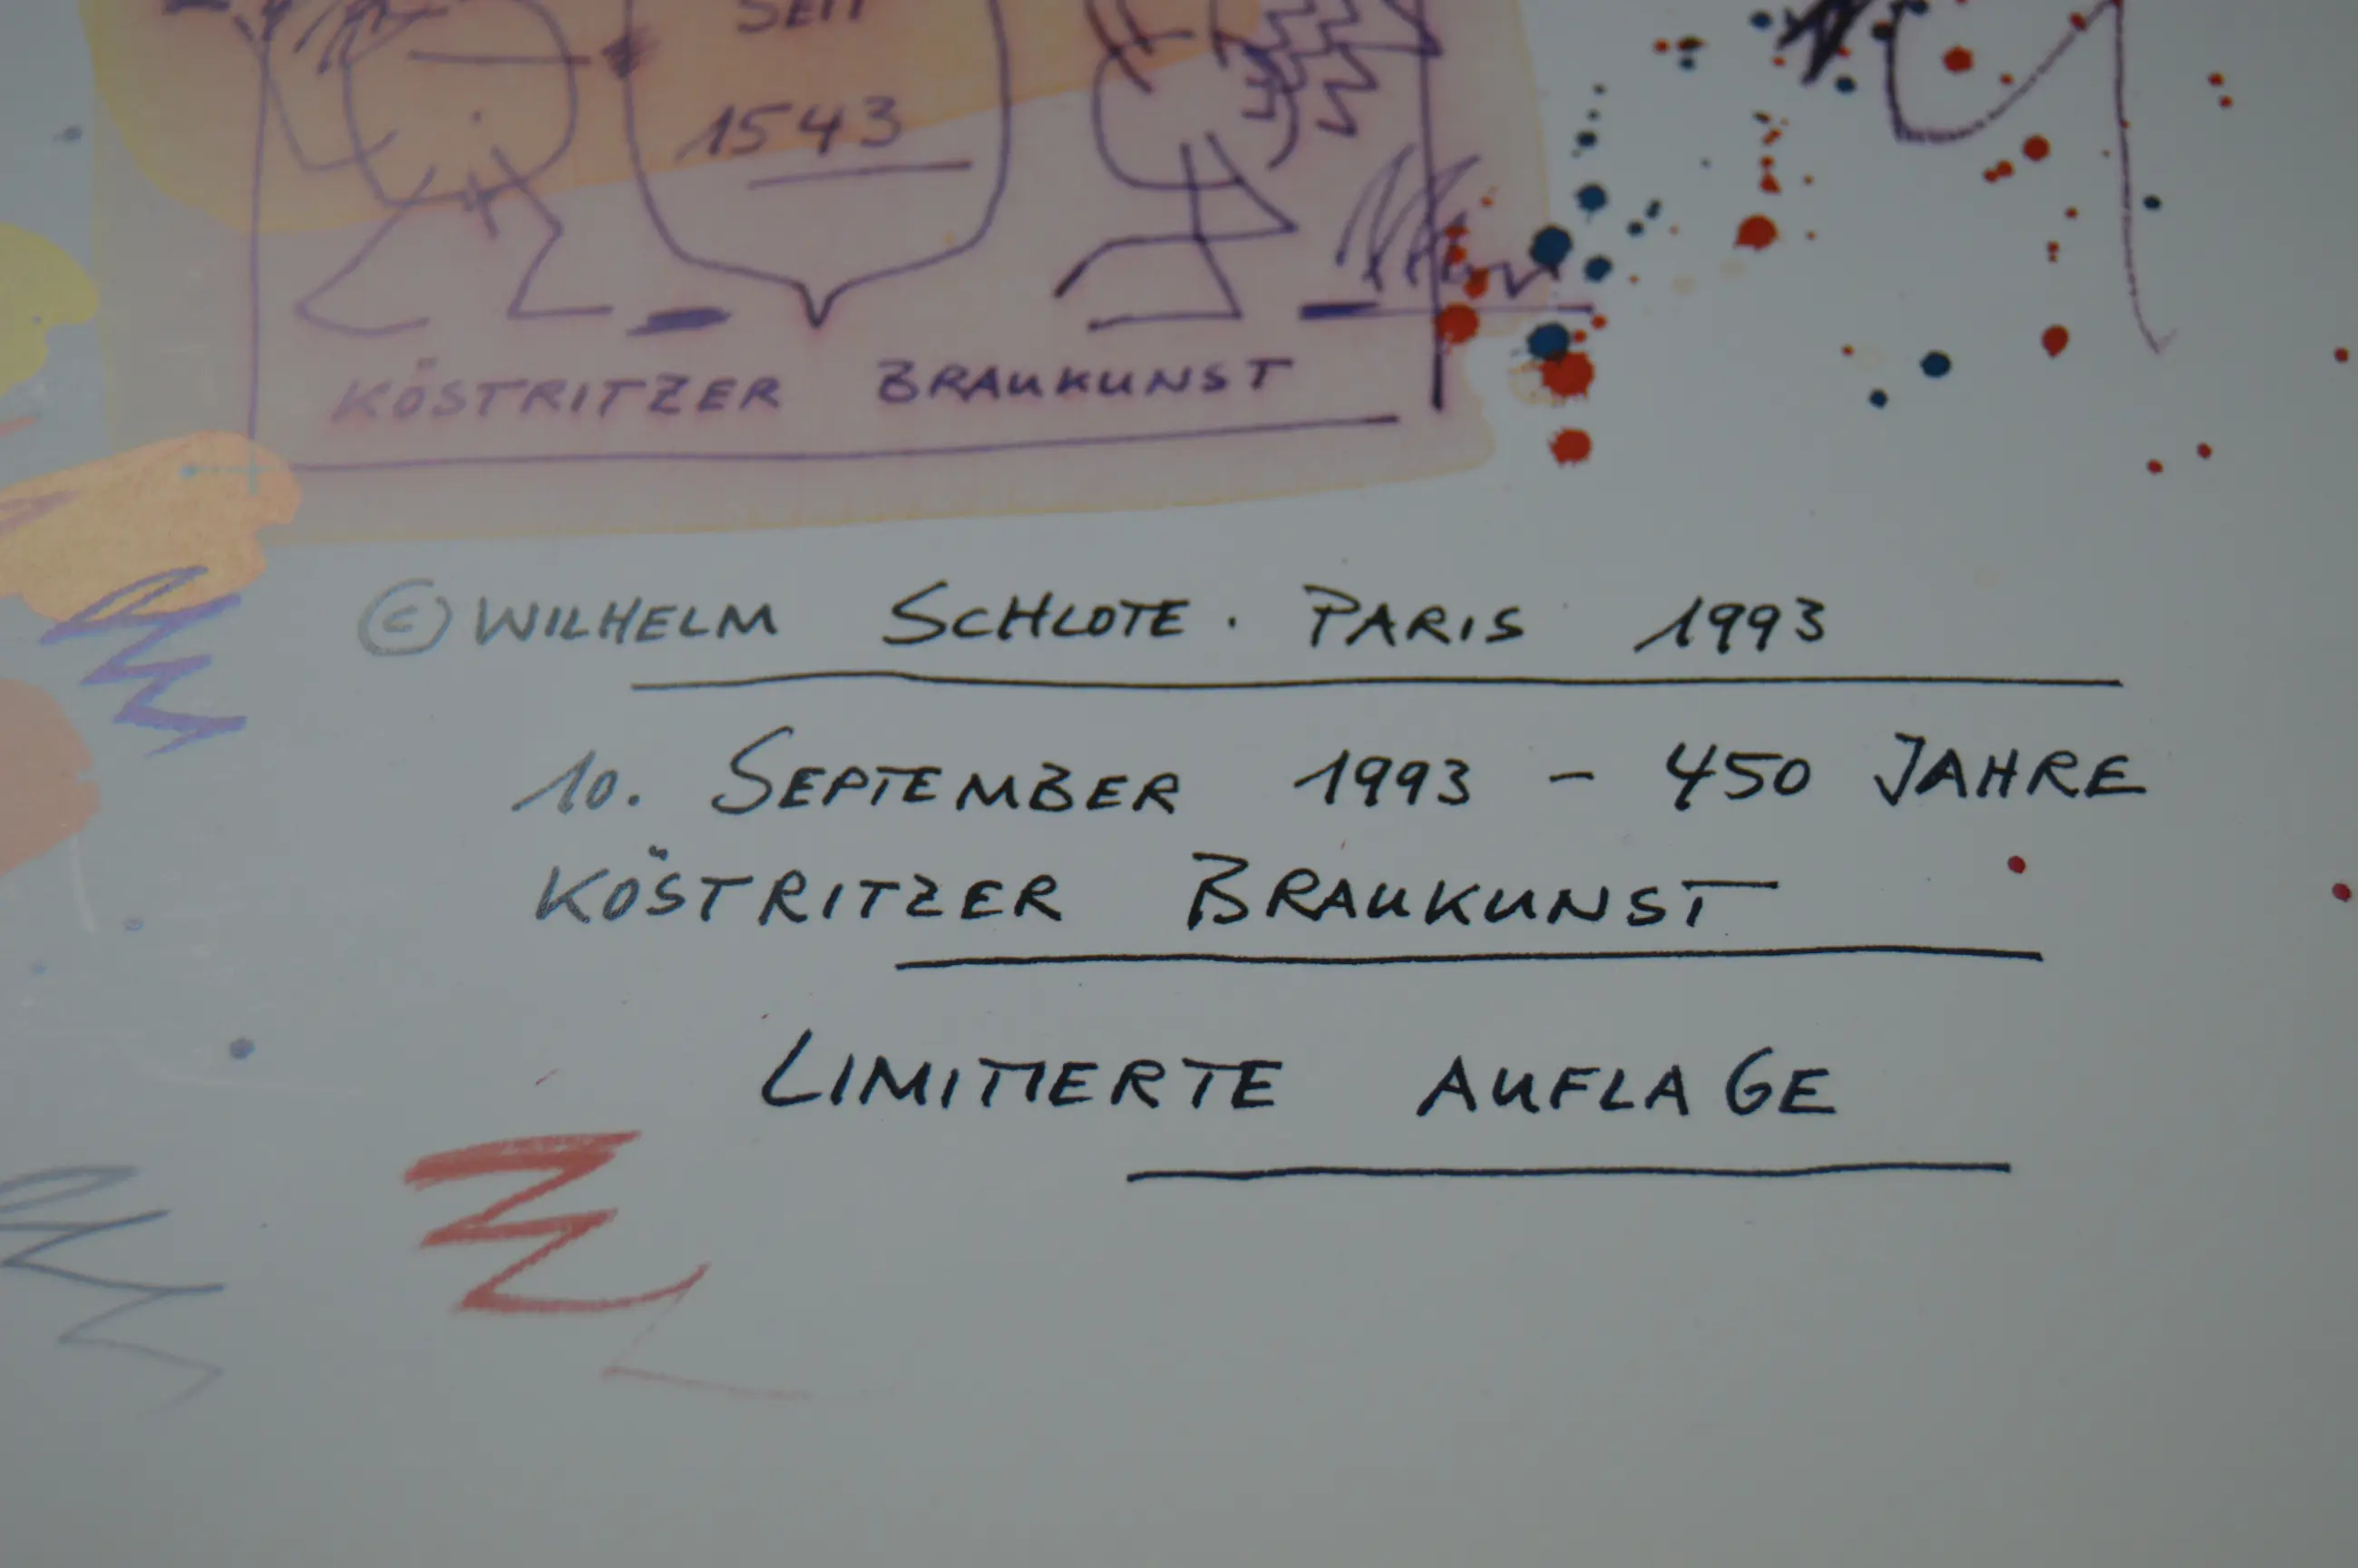 SEIT
1543
KÖSTRITZER BRAUKUNST
© WILHELM SCHLOTE · PARIS 1993
10. SEPTEMBER 1993 – 450 JAHRE
KÖSTRITZER BRAUKUNST
LIMITIERTE AUFLAGE